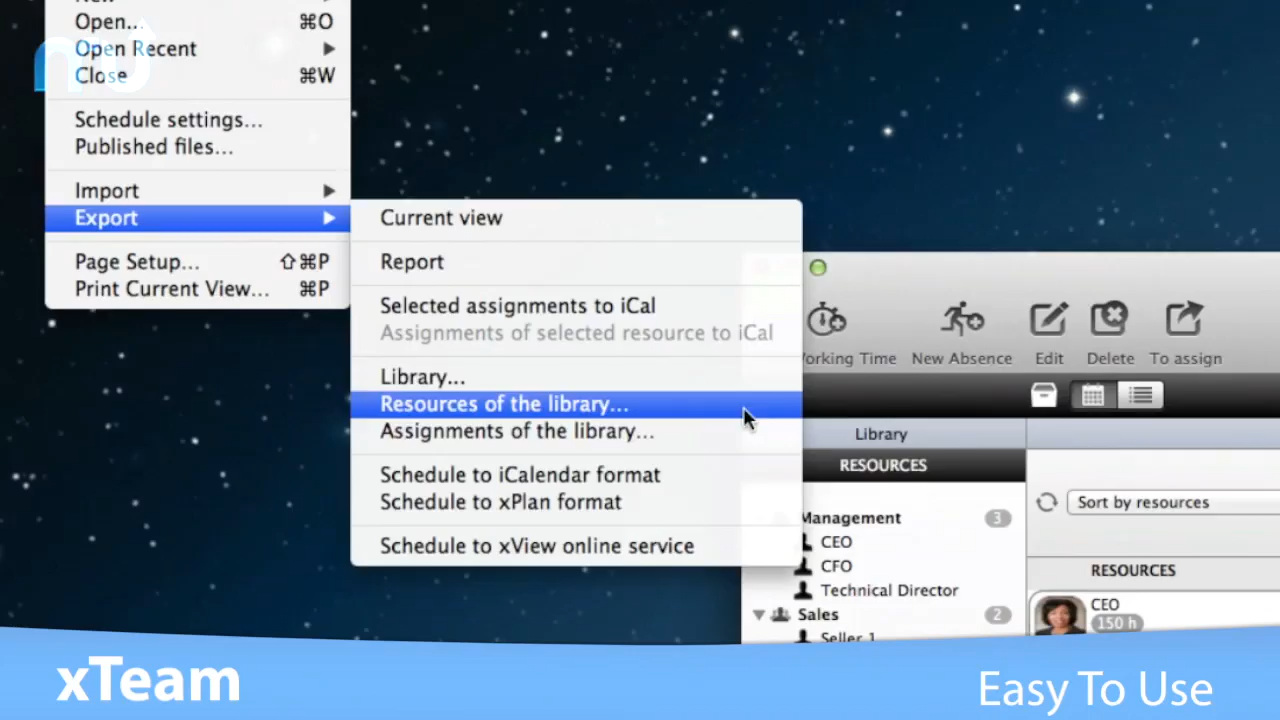 New
Open... ⌘O
Open Recent ▶
Close ⌘W
Schedule settings...
Published files...
Import ▶
Export ▶
Page Setup... ⇧⌘P
Print Current View... ⌘P
Current view
Report
Selected assignments to iCal
Assignments of selected resource to iCal
Library...
Resources of the library...
Assignments of the library...
Schedule to iCalendar format
Schedule to xPlan format
Schedule to xView online service
orking Time New Absence Edit Delete To assign
Library
RESOURCES
Management 3
CEO
CFO
Technical Director
Sales 2
Seller 1
Sort by resources
RESOURCES
CEO
150 h
xTeam
Easy To Use